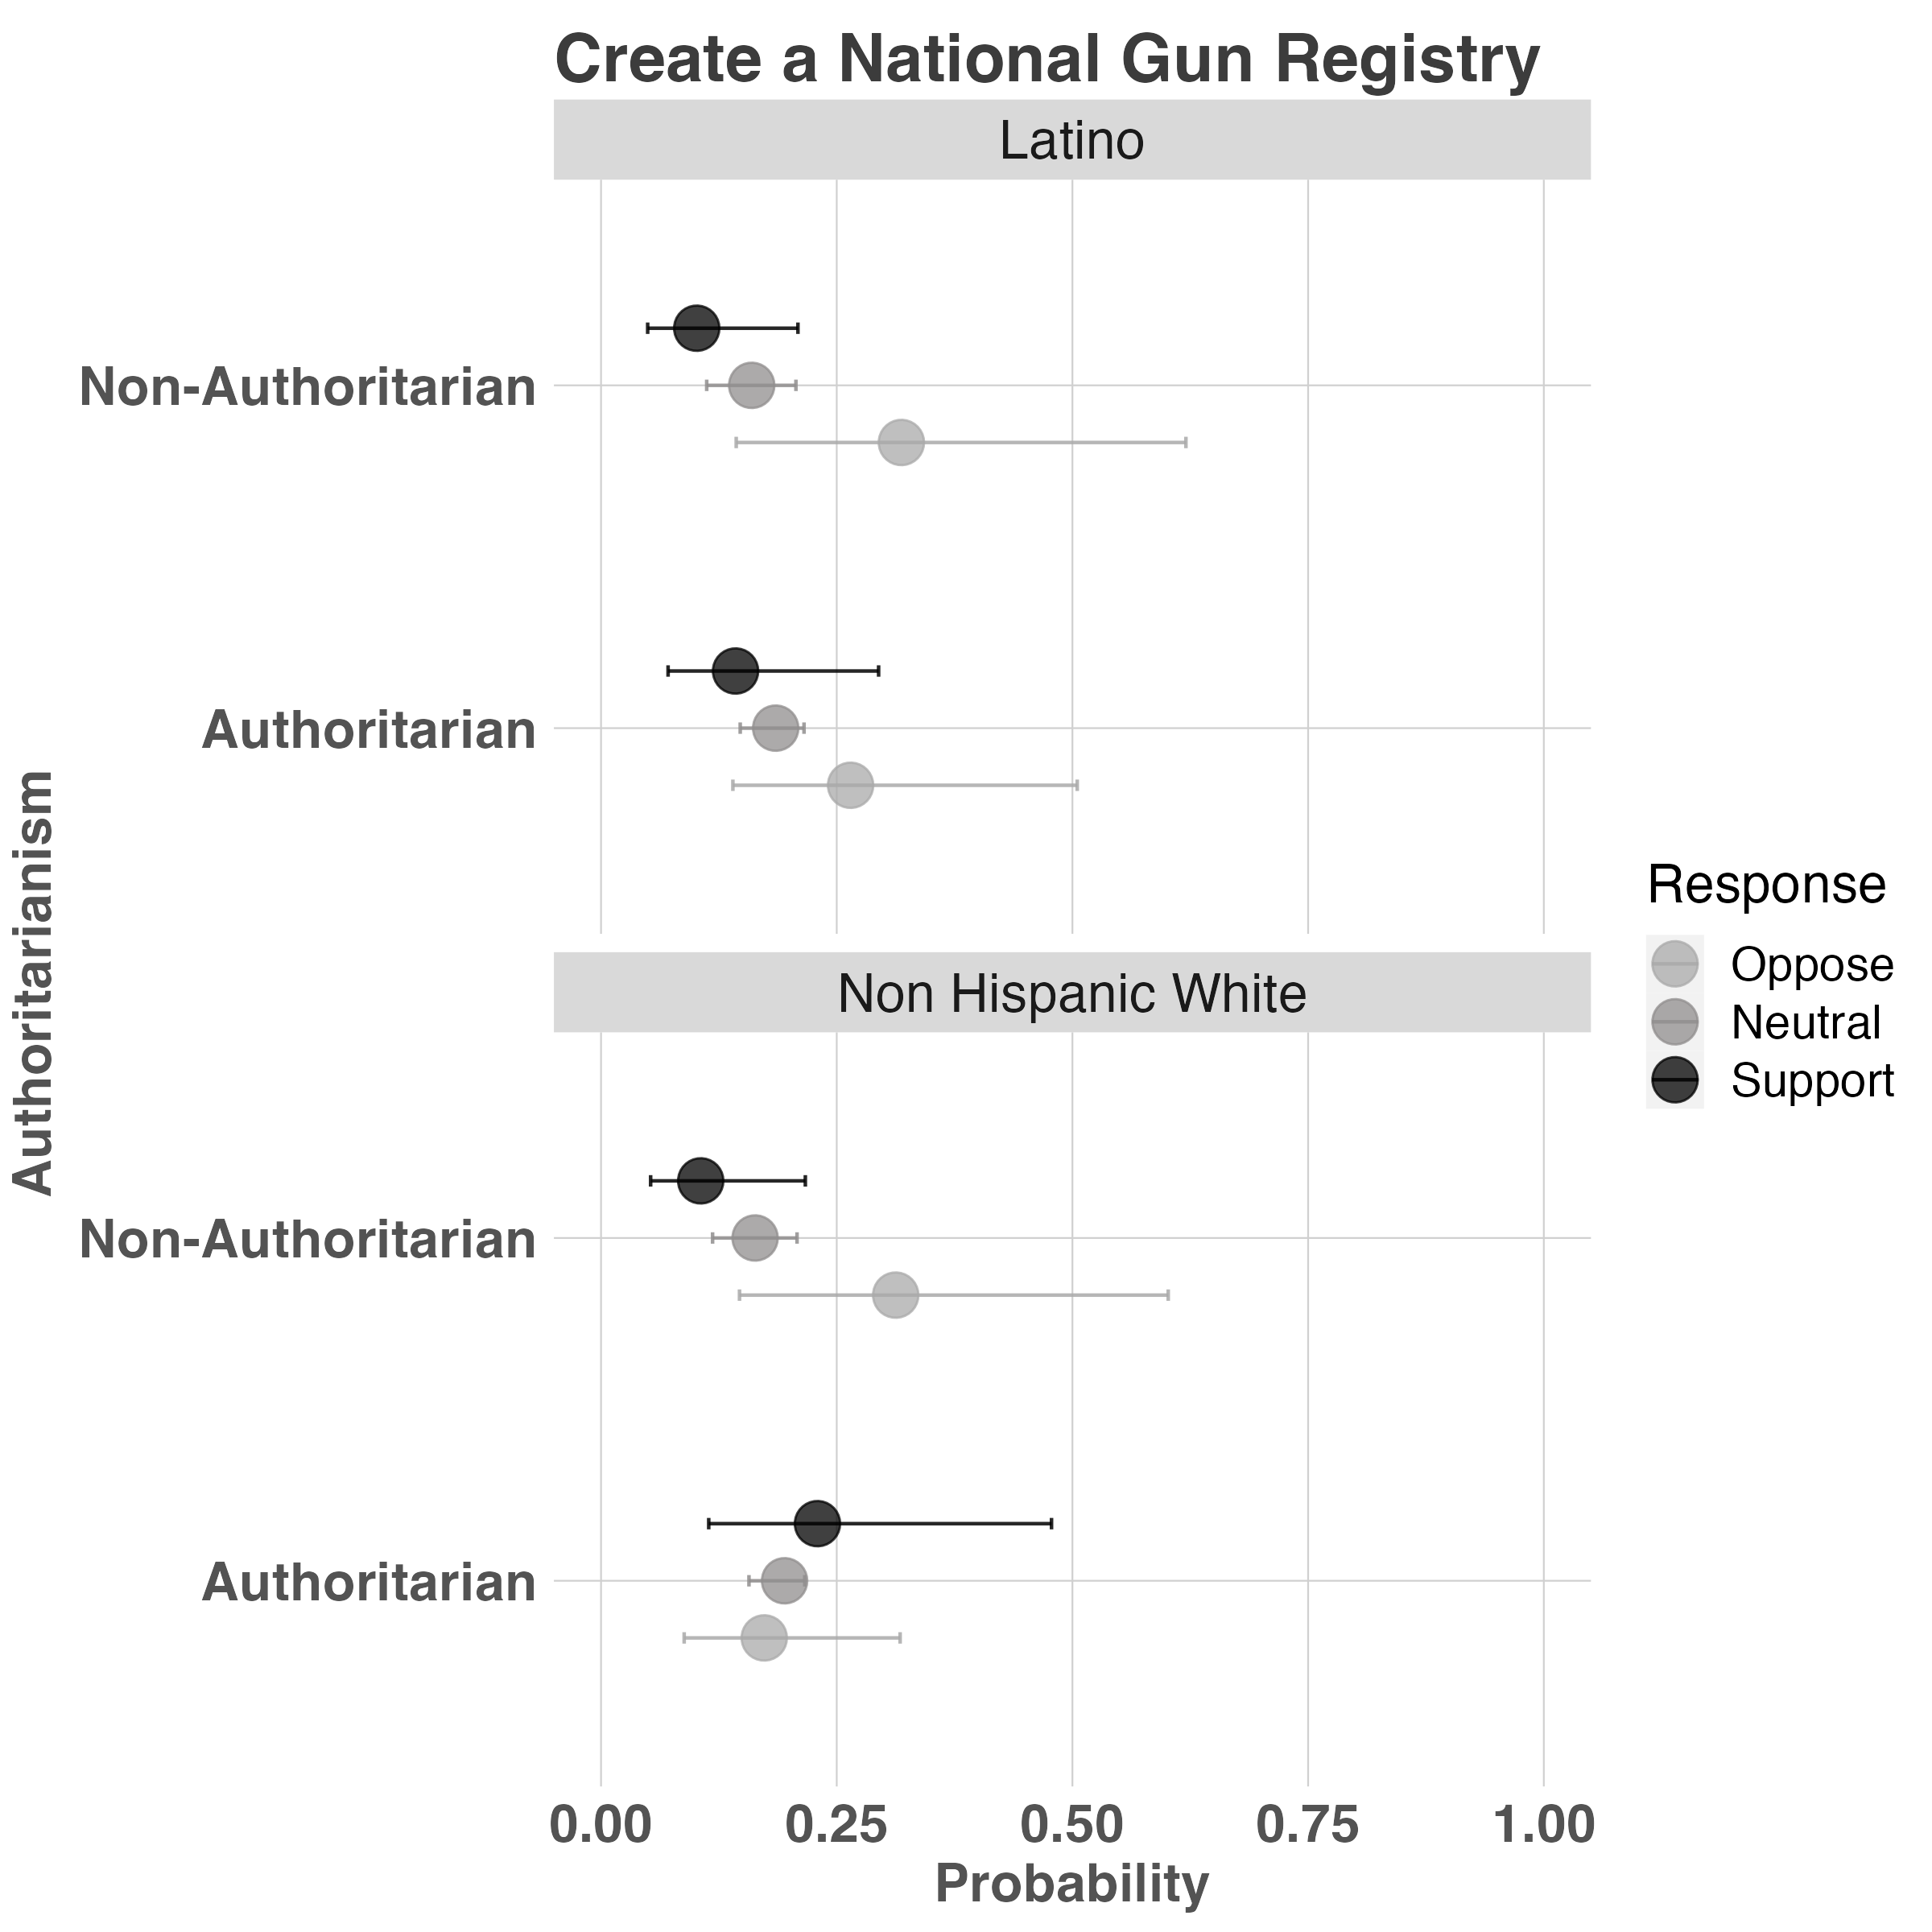 Create a National Gun Registry
Latino
Non-Authoritarian
Authoritarian
Non Hispanic White
Non-Authoritarian
Authoritarian
Authoritarianism
0.00 0.25 0.50 0.75 1.00
Probability
Response
Oppose
Neutral
Support